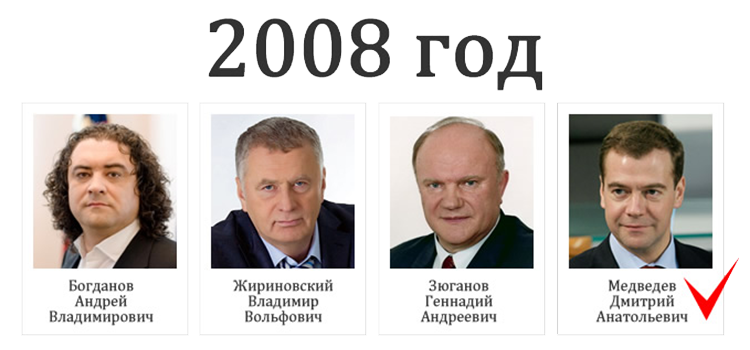 2008 год
Богданов
Андрей
Владимирович
Жириновский
Владимир
Вольфович
Зюганов
Геннадий
Андреевич
Медведев
Дмитрий
Анатольевич